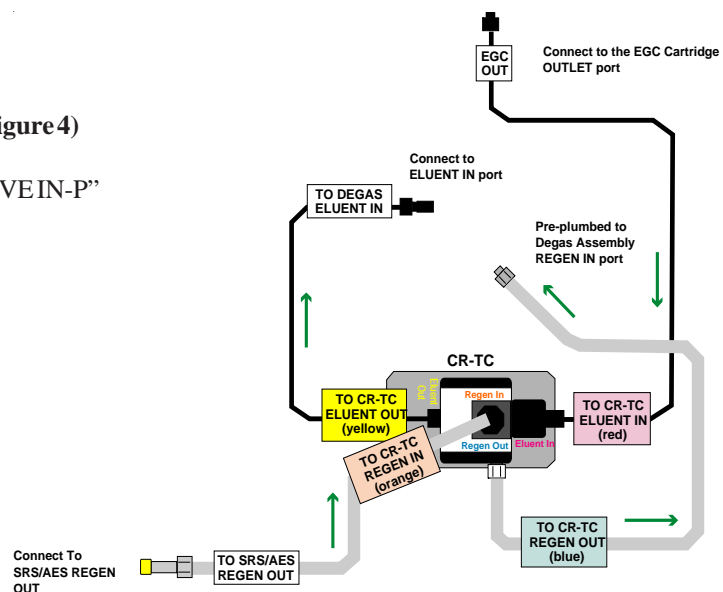 EGC
OUT
Connect to the EGC Cartridge
OUTLET port
igure 4)
VE IN-P”
Connect to
ELUENT IN port
TO DEGAS
ELUENT IN
Pre-plumbed to
Degas Assembly
REGEN IN port
CR-TC
Eluent
Out
Regen In
Regen Out
Eluent In
TO CR-TC
ELUENT OUT
(yellow)
TO CR-TC
ELUENT IN
(red)
TO CR-TC
REGEN IN
(orange)
TO CR-TC
REGEN OUT
(blue)
Connect To
SRS/AES REGEN
OUT
TO SRS/AES
REGEN OUT